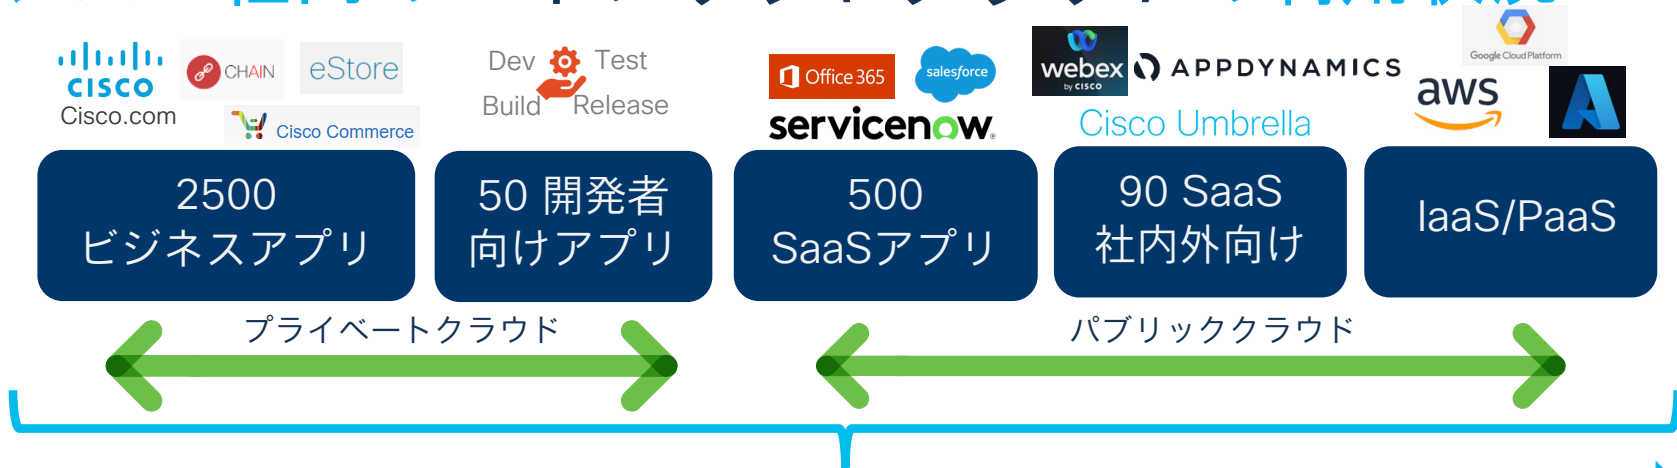 CISCO
Cisco.com
CHAIN
eStore
Cisco Commerce
Dev
Test
Build
Release
Office 365
salesforce
servicenow.
webex
by CISCO
APPDYNAMICS
Cisco Umbrella
Google Cloud Platform
aws
2500
ビジネスアプリ
50 開発者
向けアプリ
500
SaaSアプリ
90 SaaS
社内外向け
IaaS/PaaS
プライベートクラウド
パブリッククラウド